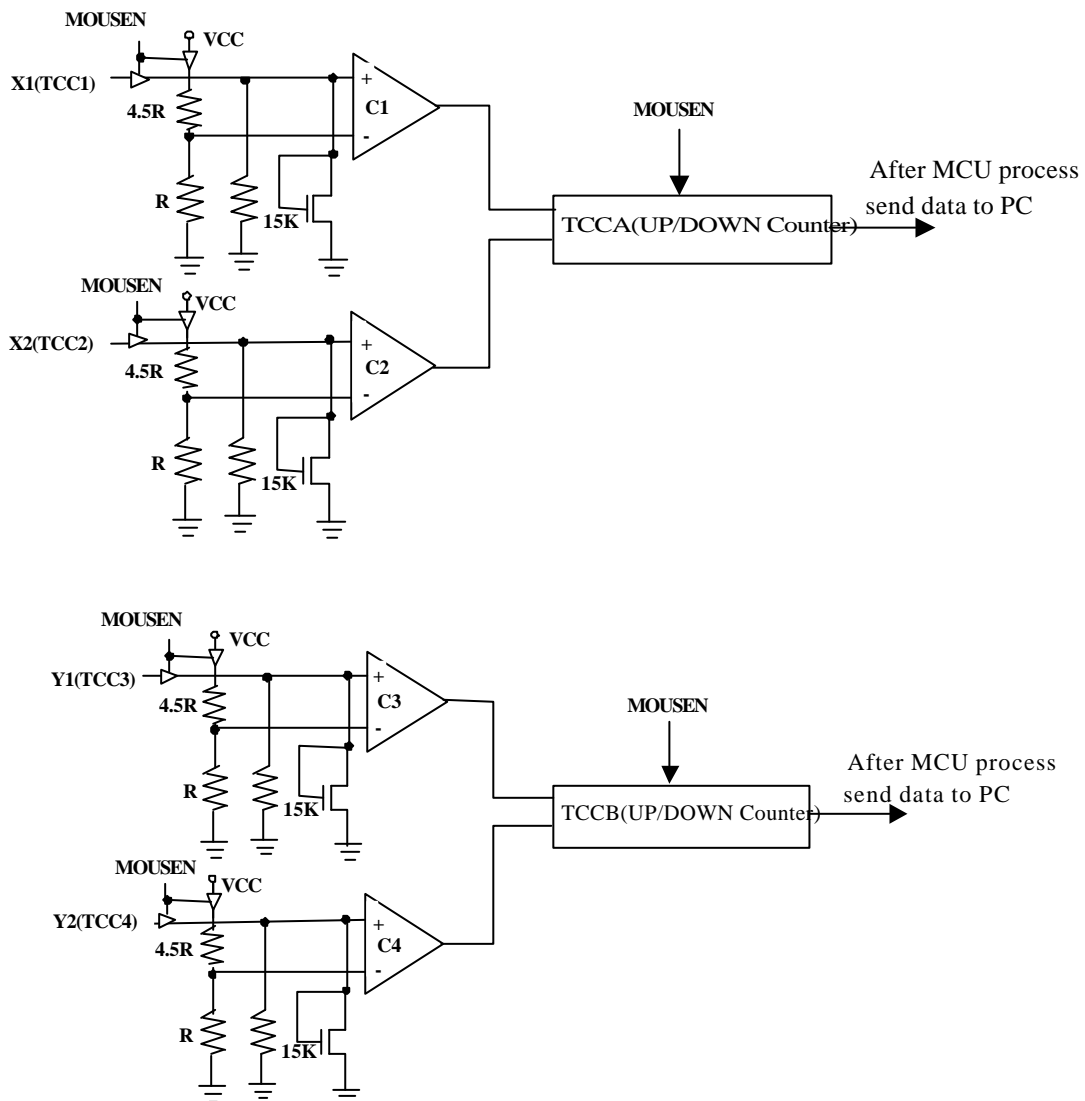 MOUSEN
VCC
X1(TCC1)
4.5R
+
C1
-
R
15K
MOUSEN
TCCA(UP/DOWN Counter)
After MCU process
send data to PC
MOUSEN
VCC
X2(TCC2)
4.5R
+
C2
-
R
15K
MOUSEN
VCC
Y1(TCC3)
4.5R
+
C3
-
R
15K
MOUSEN
TCCB(UP/DOWN Counter)
After MCU process
send data to PC
MOUSEN
VCC
Y2(TCC4)
4.5R
+
C4
-
R
15K